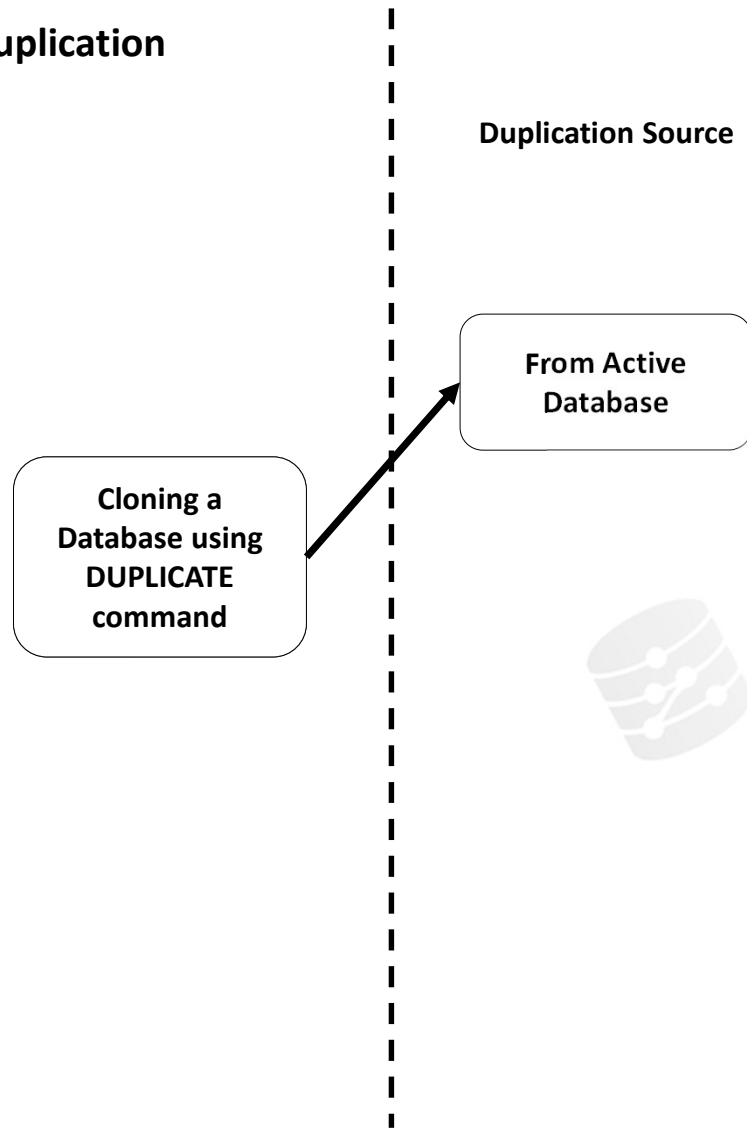 uplication
Duplication Source
From Active
Database
Cloning a
Database using
DUPLICATE
command